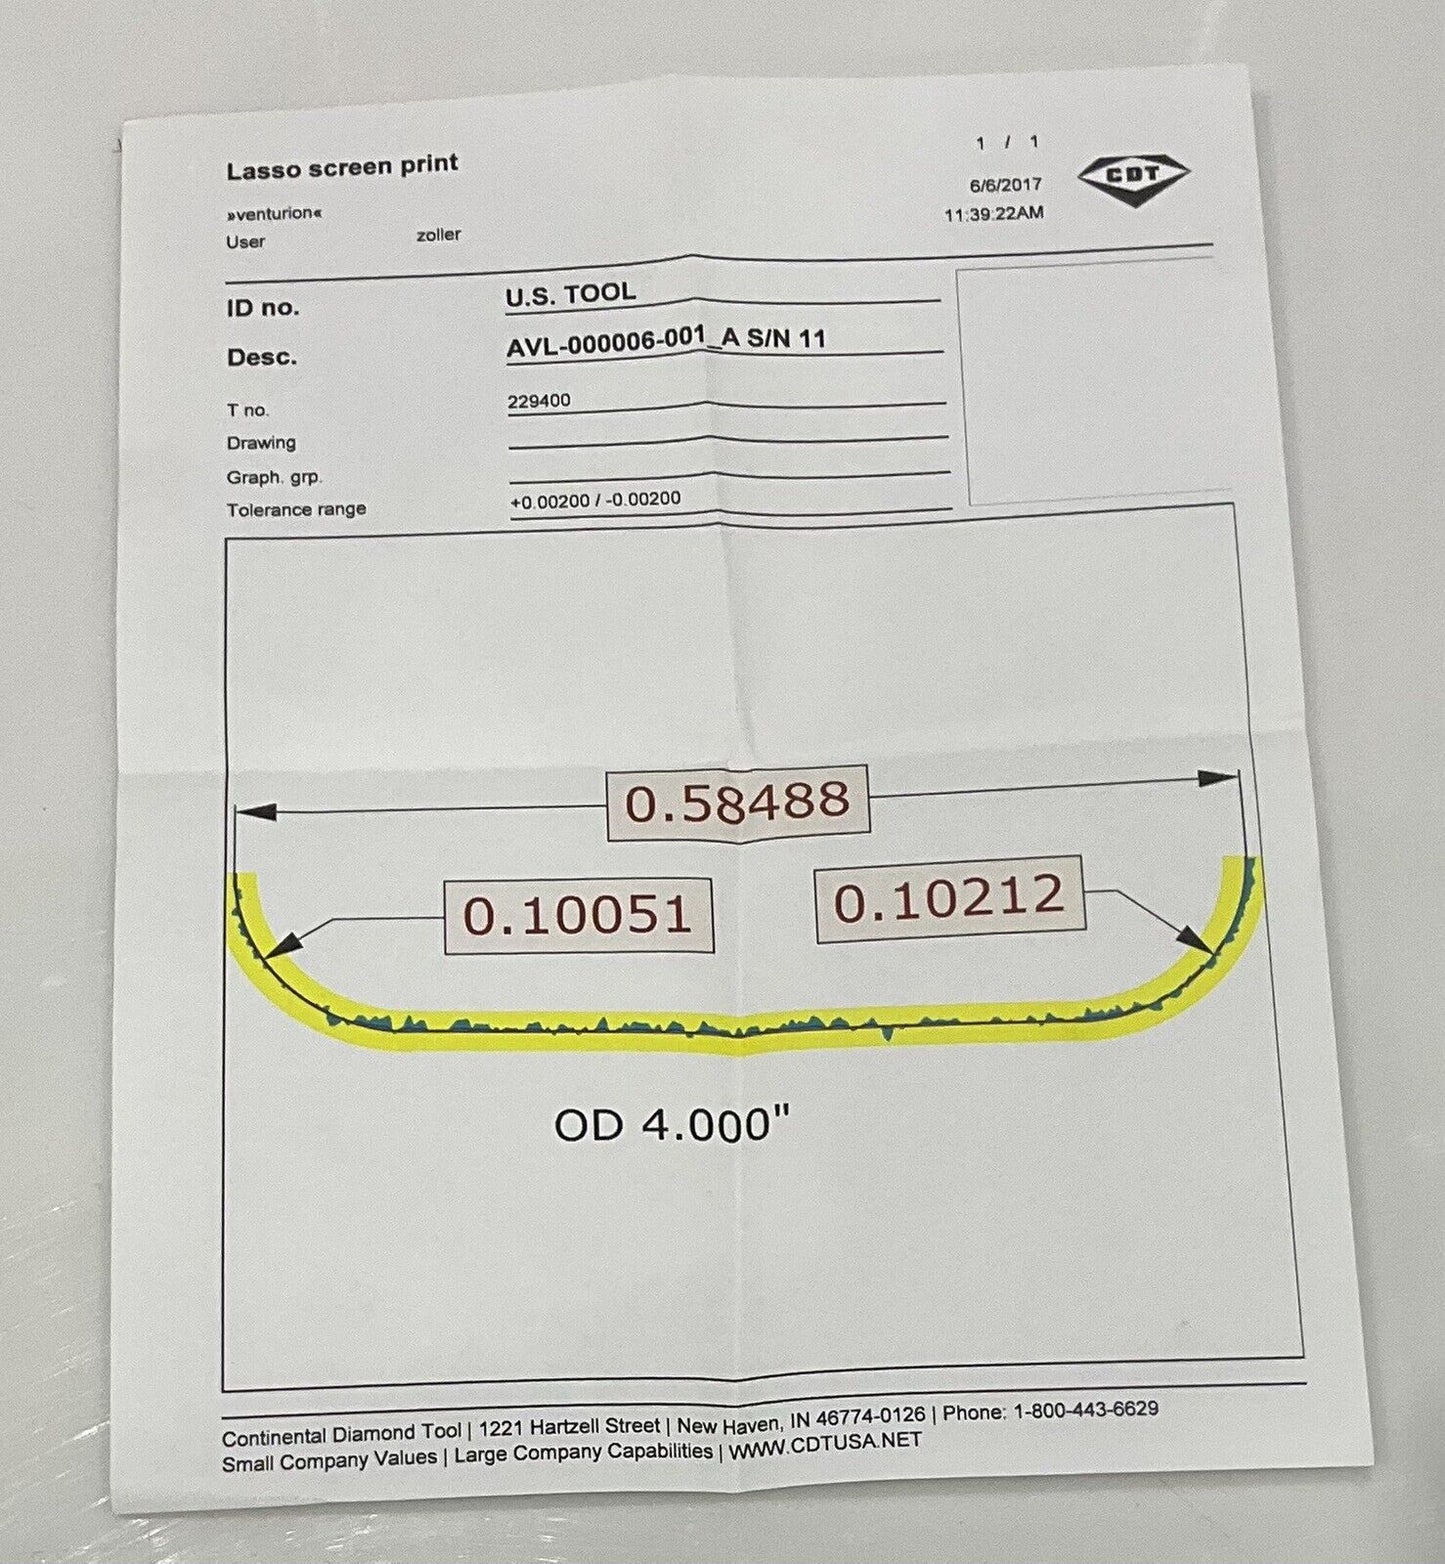 Lasso screen print
1 / 1
CDT
»venturion«
6/6/2017
User zoller
11:39:22AM
ID no. U.S. TOOL
Desc. AVL-000006-001_A S/N 11
T no. 229400
Drawing
Graph. grp.
Tolerance range +0.00200 / -0.00200
0.58488
0.10051
0.10212
OD 4.000"
Continental Diamond Tool | 1221 Hartzell Street | New Haven, IN 46774-0126 | Phone: 1-800-443-6629
Small Company Values | Large Company Capabilities | WWW.CDTUSA.NET